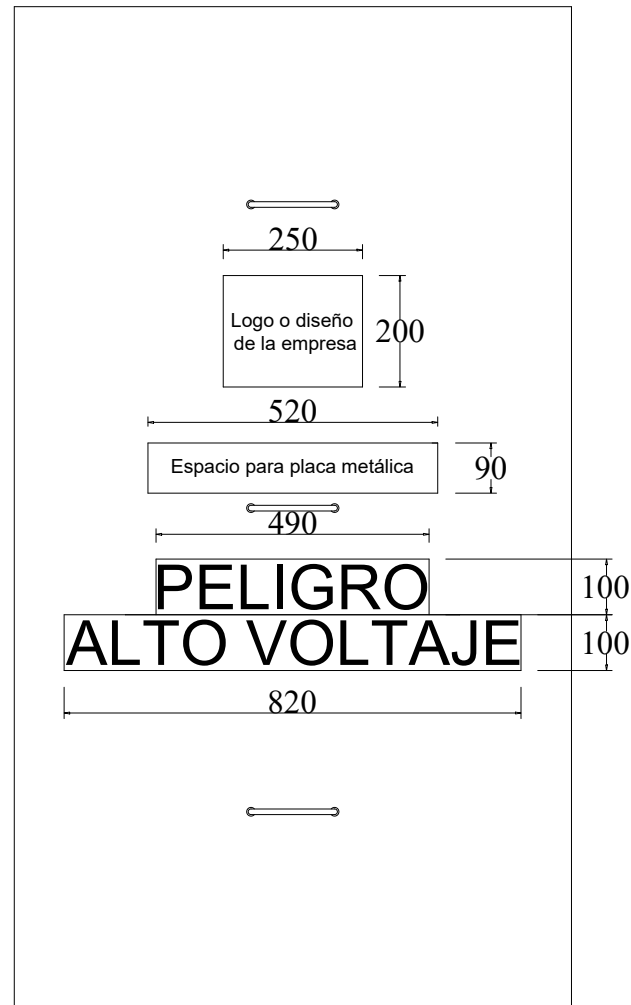 250
Logo o diseño
de la empresa
200
520
Espacio para placa metálica
90
490
PELIGRO
100
ALTO VOLTAJE
100
820